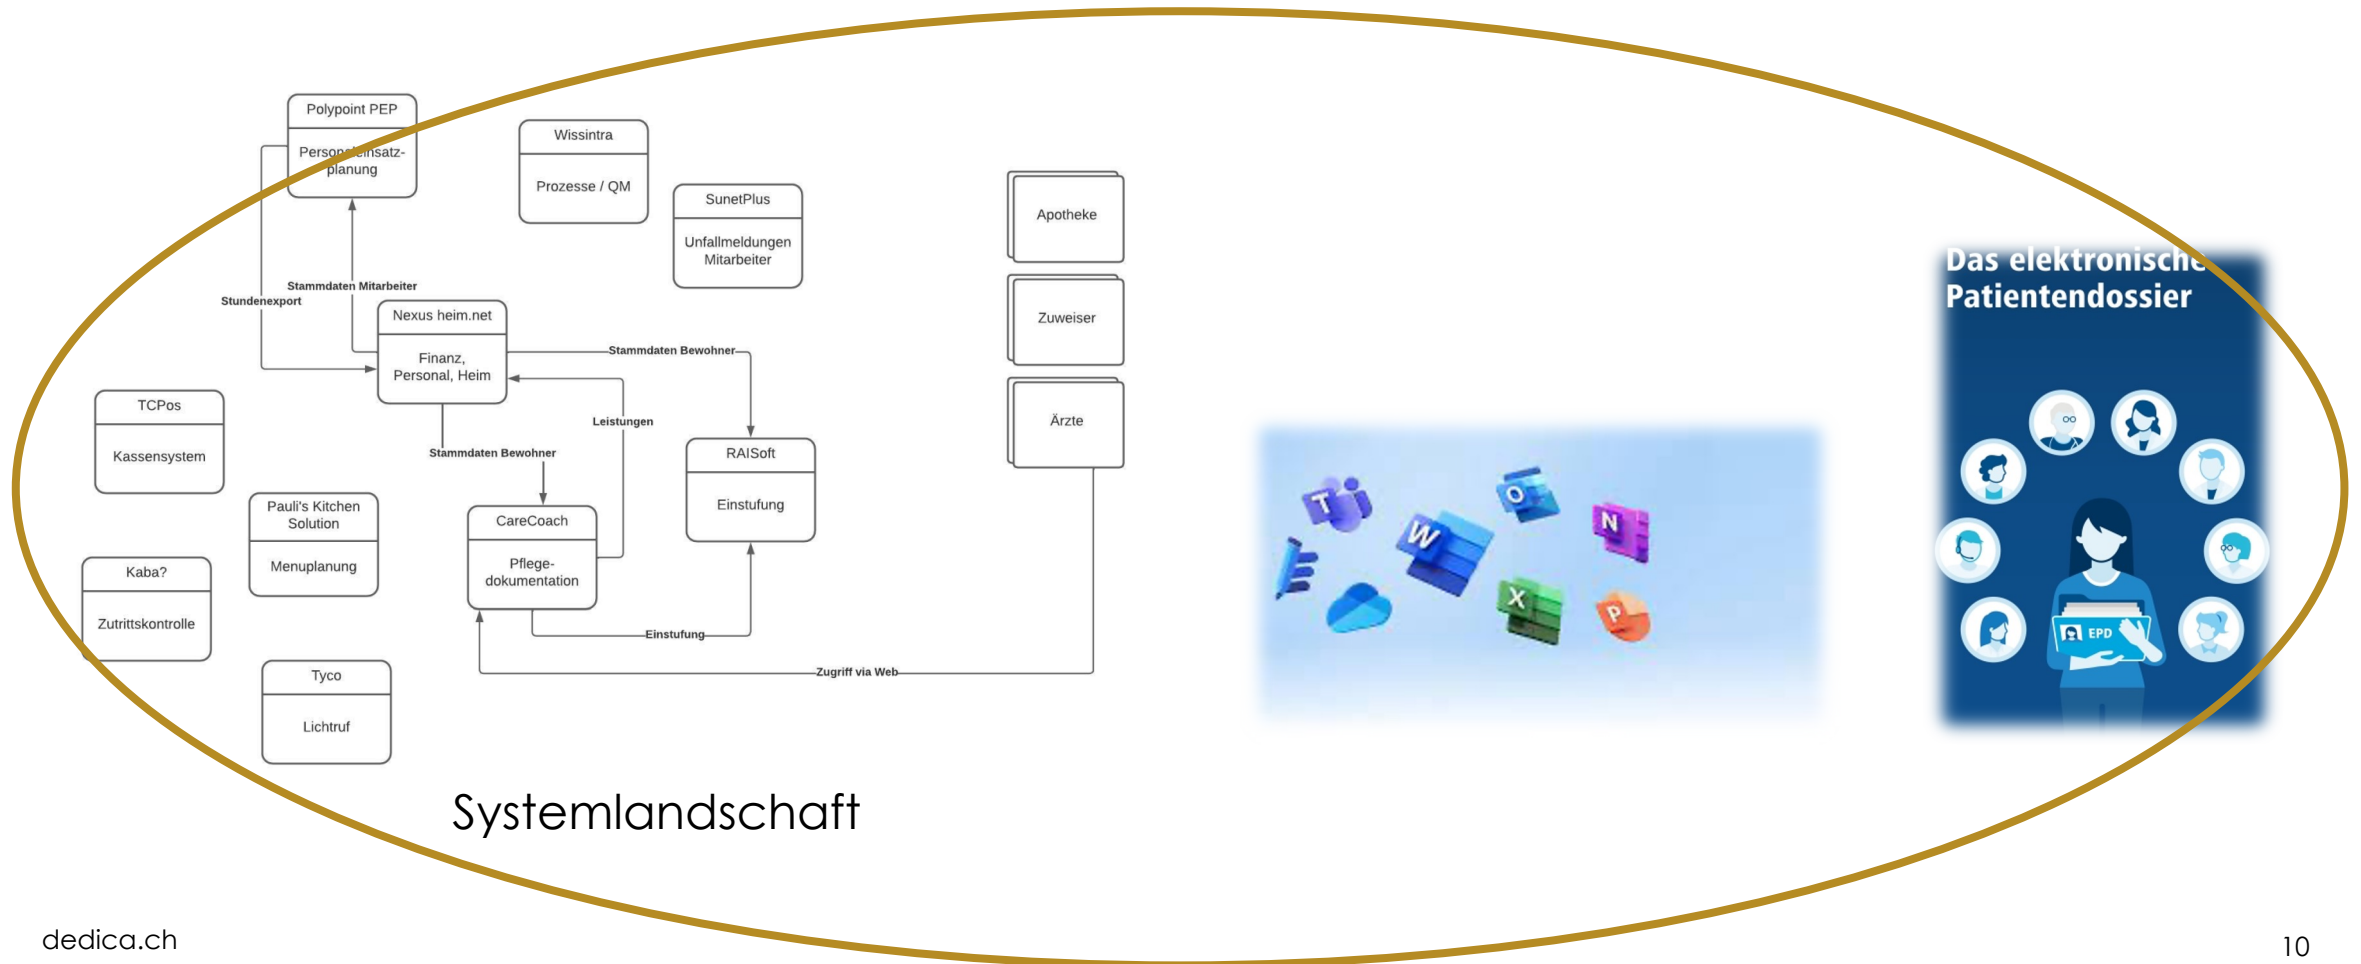 Polypoint PEP
Personaleinsatz-
planung
Wissintra
Prozesse / QM
SunetPlus
Unfallmeldungen
Mitarbeiter
Stammdaten Mitarbeiter
Stundenexport
Nexus heim.net
Finanz,
Personal, Heim
Stammdaten Bewohner
Leistungen
Stammdaten Bewohner
RAISoft
Einstufung
TCPos
Kassensystem
Pauli's Kitchen
Solution
Menuplanung
CareCoach
Pflege-
dokumentation
Kaba?
Zutrittskontrolle
Einstufung
Zugriff via Web
Tyco
Lichtruf
Apotheke
Zuweiser
Ärzte
T
O
N
W
X
P
Das elektronische
Patientendossier
EPD
Systemlandschaft
dedica.ch
10